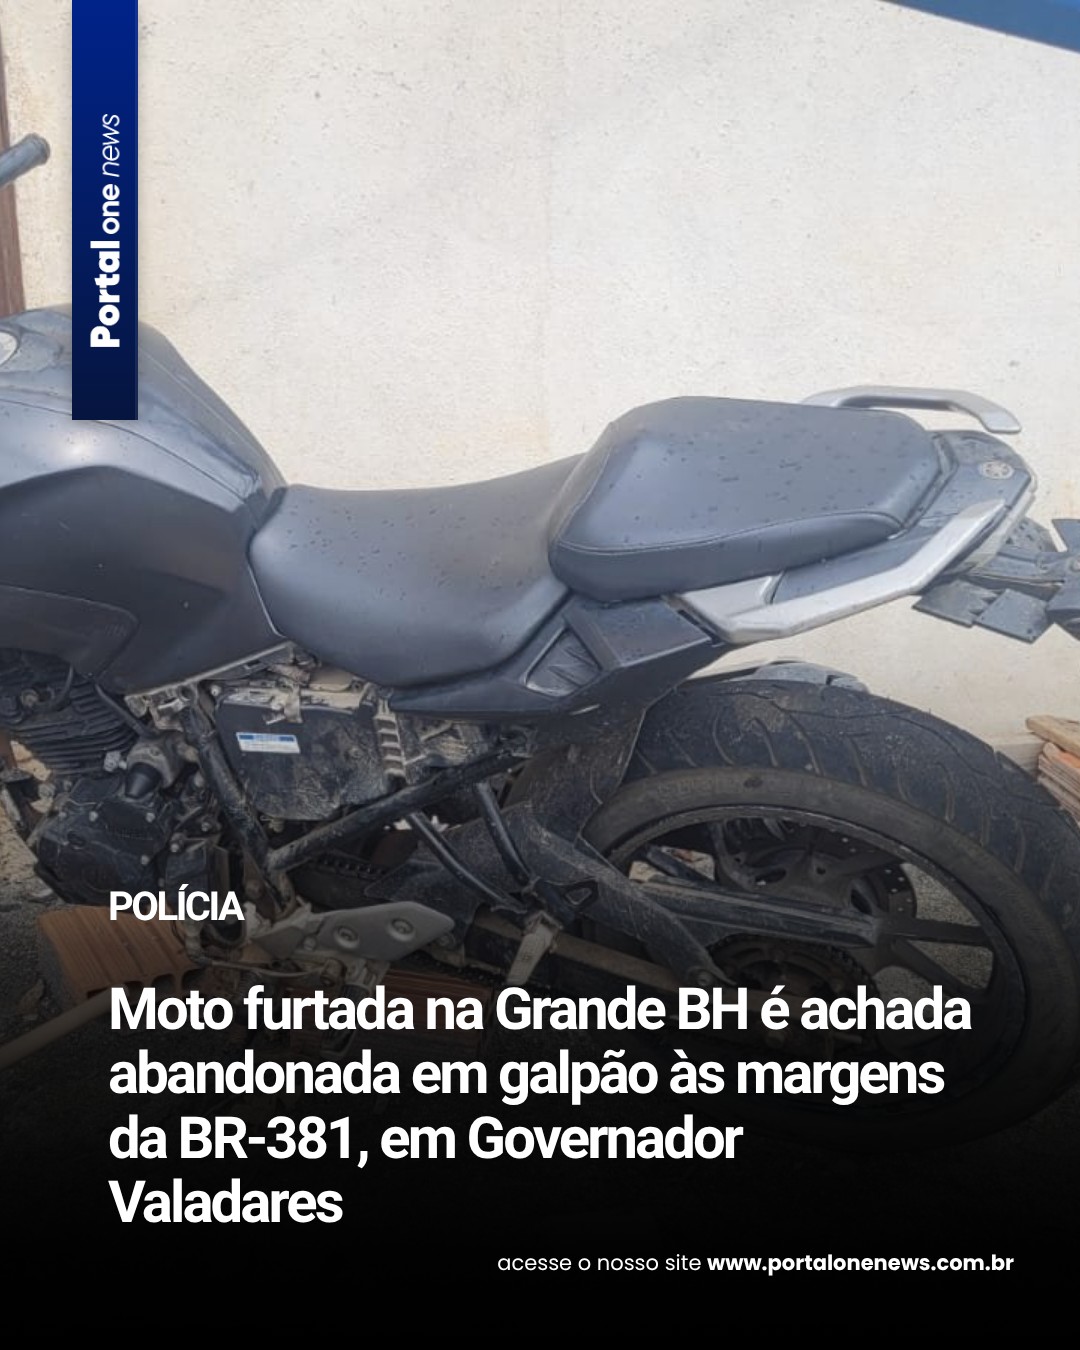 Portal one news
POLÍCIA
Moto furtada na Grande BH é achada
abandonada em galpão às margens
da BR-381, em Governador
Valadares
acesse o nosso site www.portalonenews.com.br